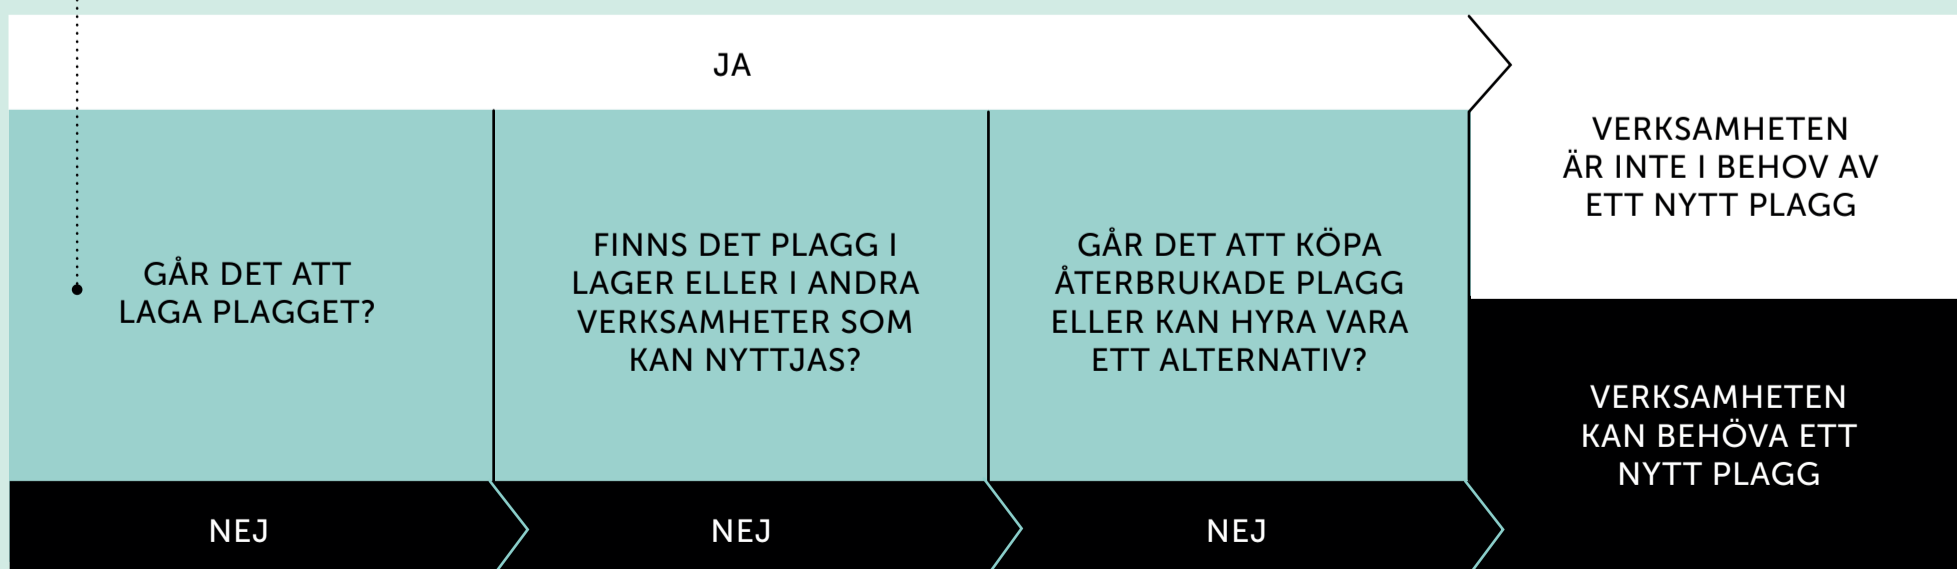 JA
GÅR DET ATT
LAGA PLAGGET?
FINNS DET PLAGG I
LAGER ELLER I ANDRA
VERKSAMHETER SOM
KAN NYTTJAS?
GÅR DET ATT KÖPA
ÅTERBRUKADE PLAGG
ELLER KAN HYRA VARA
ETT ALTERNATIV?
VERKSAMHETEN
ÄR INTE I BEHOV AV
ETT NYTT PLAGG
VERKSAMHETEN
KAN BEHÖVA ETT
NYTT PLAGG
NEJ
NEJ
NEJ